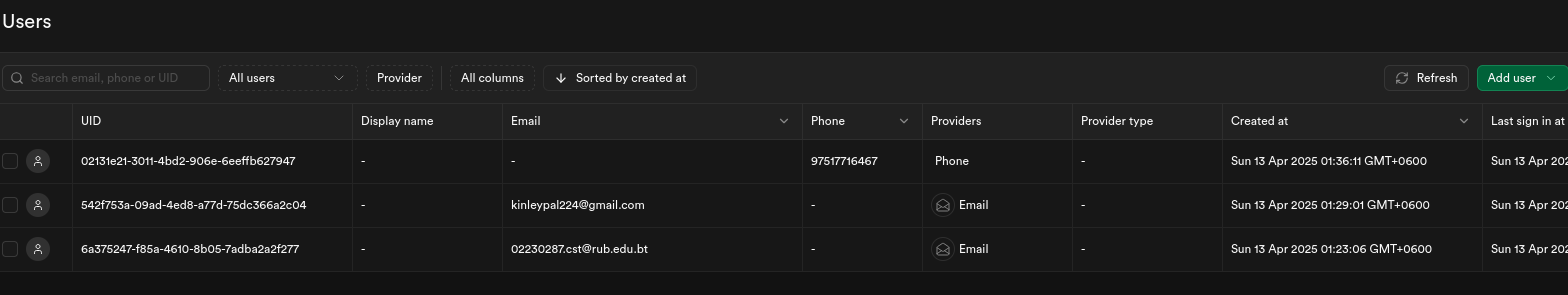 Users
Search email, phone or UID All users Provider All columns Sorted by created at Refresh Add user
UID Display name Email Phone Providers Provider type Created at Last sign in at
02131e21-3011-4bd2-906e-6eeffb627947 - - 97517716467 Phone - Sun 13 Apr 2025 01:36:11 GMT+0600 Sun 13 Apr 202
542f753a-09ad-4ed8-a77d-75dc366a2c04 - kinleypal224@gmail.com - Email - Sun 13 Apr 2025 01:29:01 GMT+0600 Sun 13 Apr 202
6a375247-f85a-4610-8b05-7adba2a2f277 - 02230287.cst@rub.edu.bt - Email - Sun 13 Apr 2025 01:23:06 GMT+0600 Sun 13 Apr 202